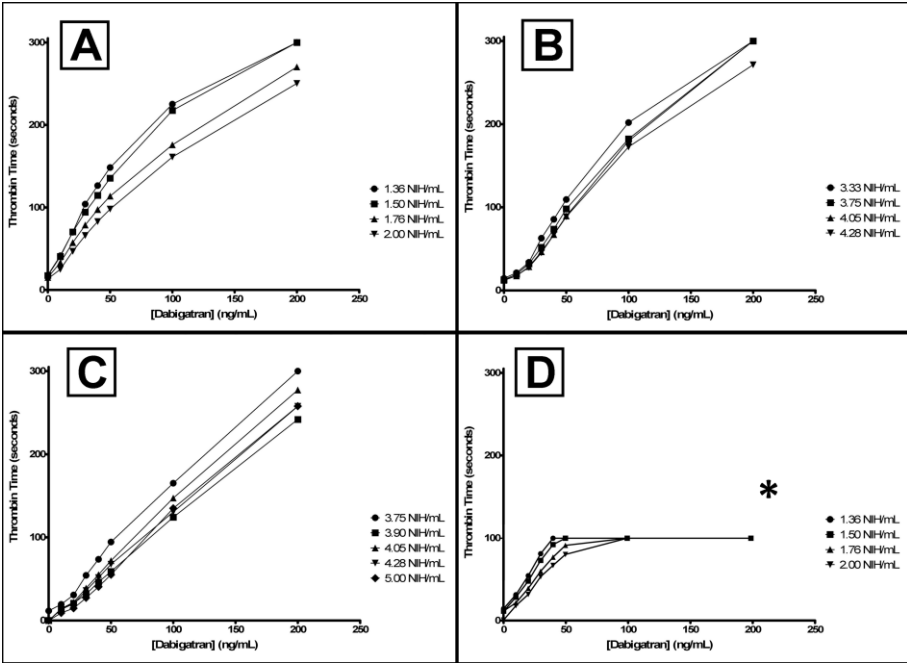 A
300
200
100
0
0
50
100
150
200
250
Thrombin Time (seconds)
[Dabigatran] (ng/mL)
1.36 NIH/mL
1.50 NIH/mL
1.76 NIH/mL
2.00 NIH/mL
B
300
200
100
0
0
50
100
150
200
250
Thrombin Time (seconds)
[Dabigatran] (ng/mL)
3.33 NIH/mL
3.75 NIH/mL
4.05 NIH/mL
4.28 NIH/mL
C
300
200
100
0
0
50
100
150
200
250
Thrombin Time (seconds)
[Dabigatran] (ng/mL)
3.75 NIH/mL
3.90 NIH/mL
4.05 NIH/mL
4.28 NIH/mL
5.00 NIH/mL
D
300
200
100
0
0
50
100
150
200
250
Thrombin Time (seconds)
[Dabigatran] (ng/mL)
*
1.36 NIH/mL
1.50 NIH/mL
1.76 NIH/mL
2.00 NIH/mL